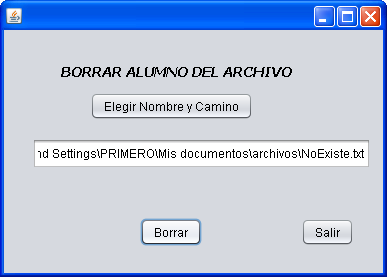 BORRAR ALUMNO DEL ARCHIVO
Elegir Nombre y Camino
nd Settings\PRIMERO\Mis documentos\archivos\NoExiste.txt
Borrar Salir